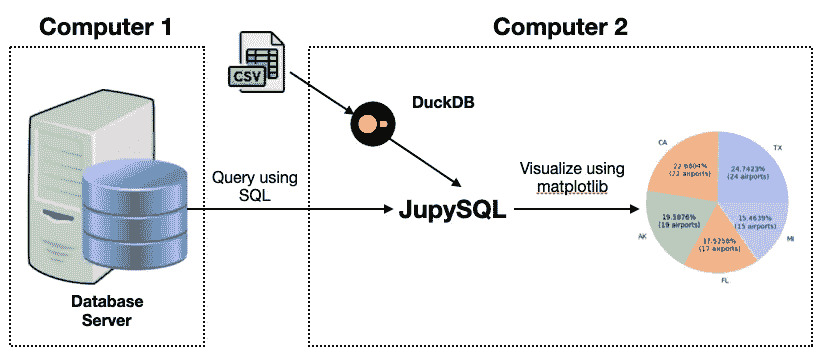 Computer 1
Computer 2
CSV
DuckDB
Query using
SQL
JupySQL
Visualize using
matplotlib
Database
Server
CA
TX
22.6804%
(22 airports)
24.7423%
(24 airports)
19.5876%
(19 airports)
15.4639%
(15 airports)
AK
MI
17.5258%
(17 airports)
FL